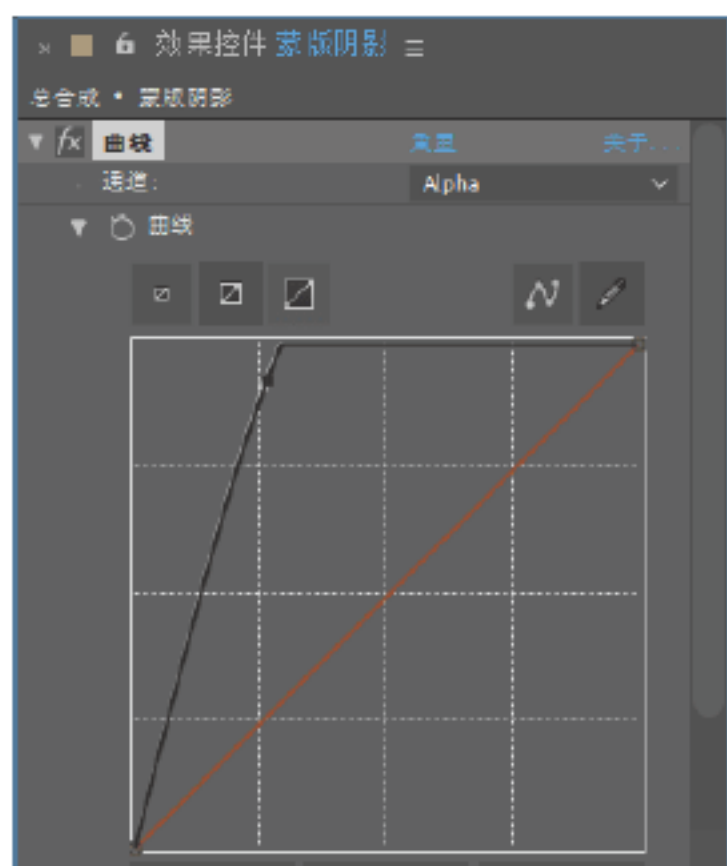 × 效果控件 蒙版阴影 ≡
总合成 • 蒙版阴影
fx 曲线 重置 关于...
通道: Alpha
曲线